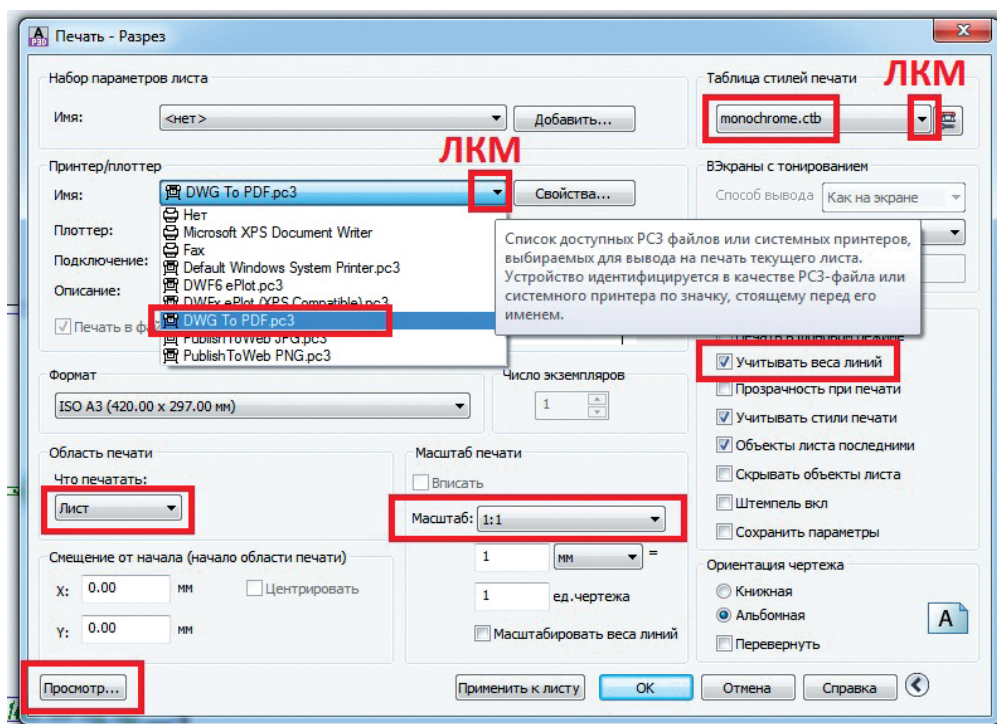 Печать - Разрез
Набор параметров листа
Имя:
<нет>
Добавить...
Таблица стилей печати
ЛКМ
monochrome.ctb
Принтер/плоттер
ЛКМ
Имя:
DWG To PDF.pc3
Свойства...
Плоттер:
Подключение:
Описание:
Печать в фай
Нет
Microsoft XPS Document Writer
Fax
Default Windows System Printer.pc3
DWF6 ePlot.pc3
DWFx ePlot (XPS Compatible).pc3
DWG To PDF.pc3
PublishToWeb JPG.pc3
PublishToWeb PNG.pc3
ВЭкраны с тонированием
Способ вывода
Как на экране
Список доступных PC3 файлов или системных принтеров,
выбираемых для вывода на печать текущего листа.
Устройство идентифицируется в качестве PC3-файла или
системного принтера по значку, стоящему перед его
именем.
Печать в фоновом режиме
Учитывать веса линий
Прозрачность при печати
Учитывать стили печати
Объекты листа последними
Скрывать объекты листа
Штемпель вкл
Сохранить параметры
Формат
ISO A3 (420.00 x 297.00 мм)
Число экземпляров
1
Область печати
Что печатать:
Лист
Масштаб печати
Вписать
Масштаб: 1:1
1 мм =
1 ед.чертежа
Масштабировать веса линий
Смещение от начала (начало области печати)
X: 0.00 мм
Центрировать
Y: 0.00 мм
Ориентация чертежа
Книжная
Альбомная
A
Перевернуть
Просмотр...
Применить к листу
ОК
Отмена
Справка